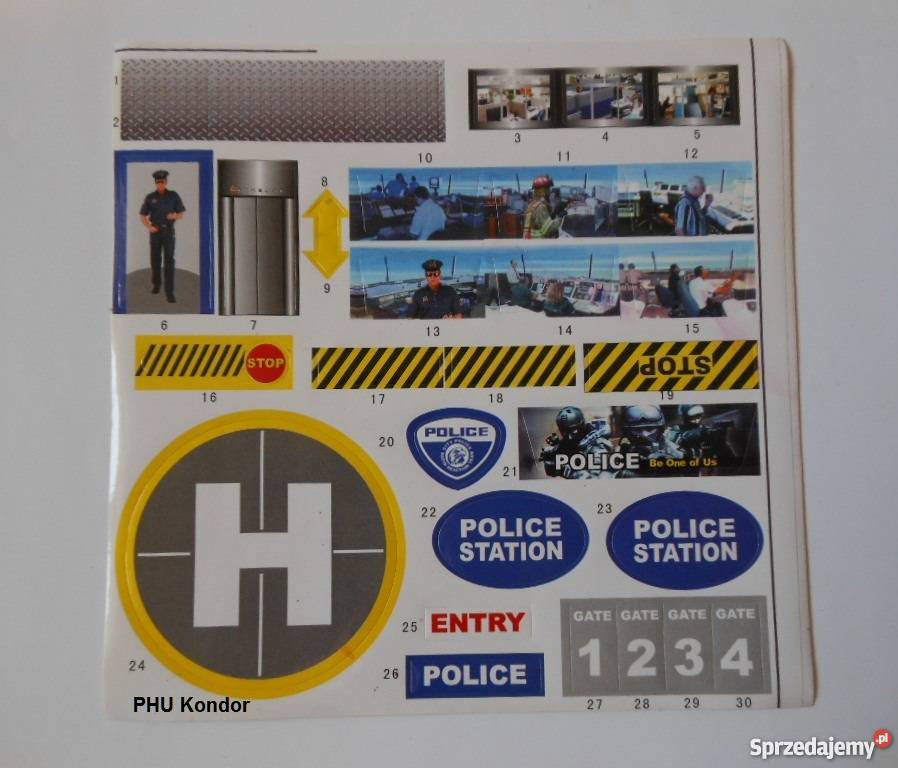 1
2
3
4
5
10
11
12
8
9
6
7
13
14
15
STOP
16
17
18
STOP
19
20
POLICE
21
POLICE Be One of Us
22
POLICE
STATION
23
POLICE
STATION
24
25
ENTRY
26
POLICE
GATE
1
GATE
2
GATE
3
GATE
4
27
28
29
30
H
PHU Kondor
Sprzedajemy.pl